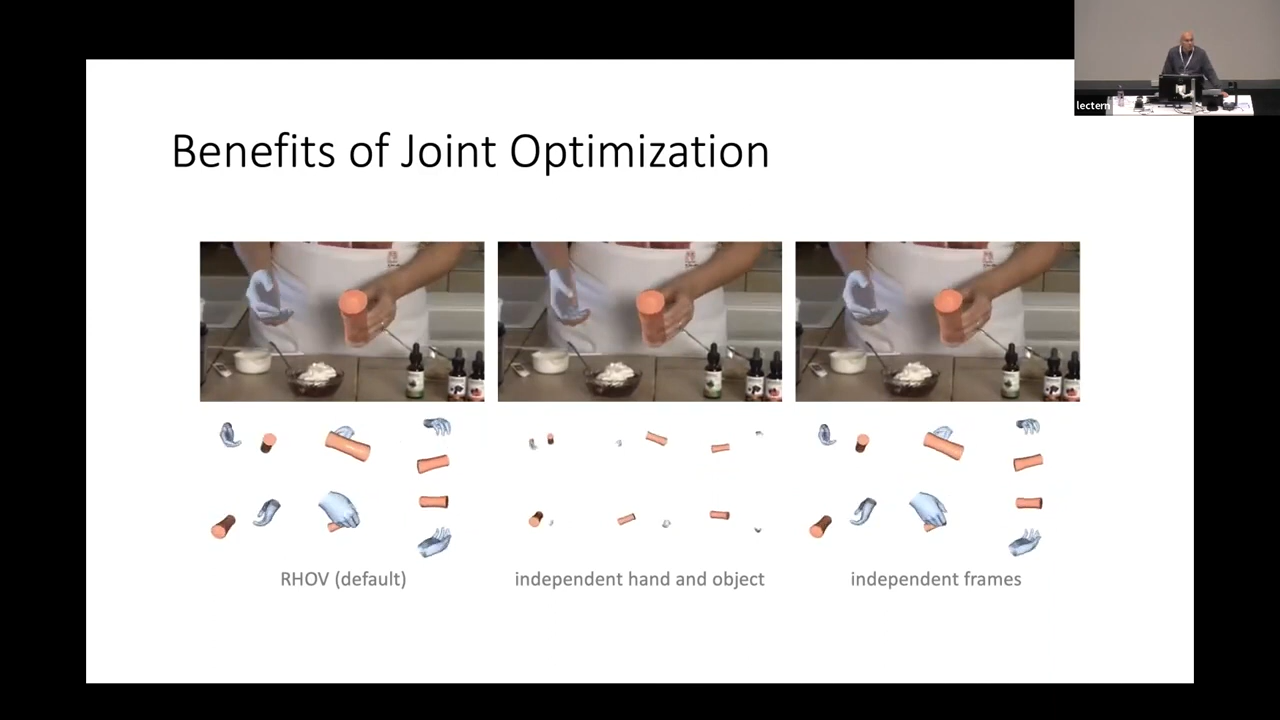 lectern
Benefits of Joint Optimization
RHOV (default)
independent hand and object
independent frames